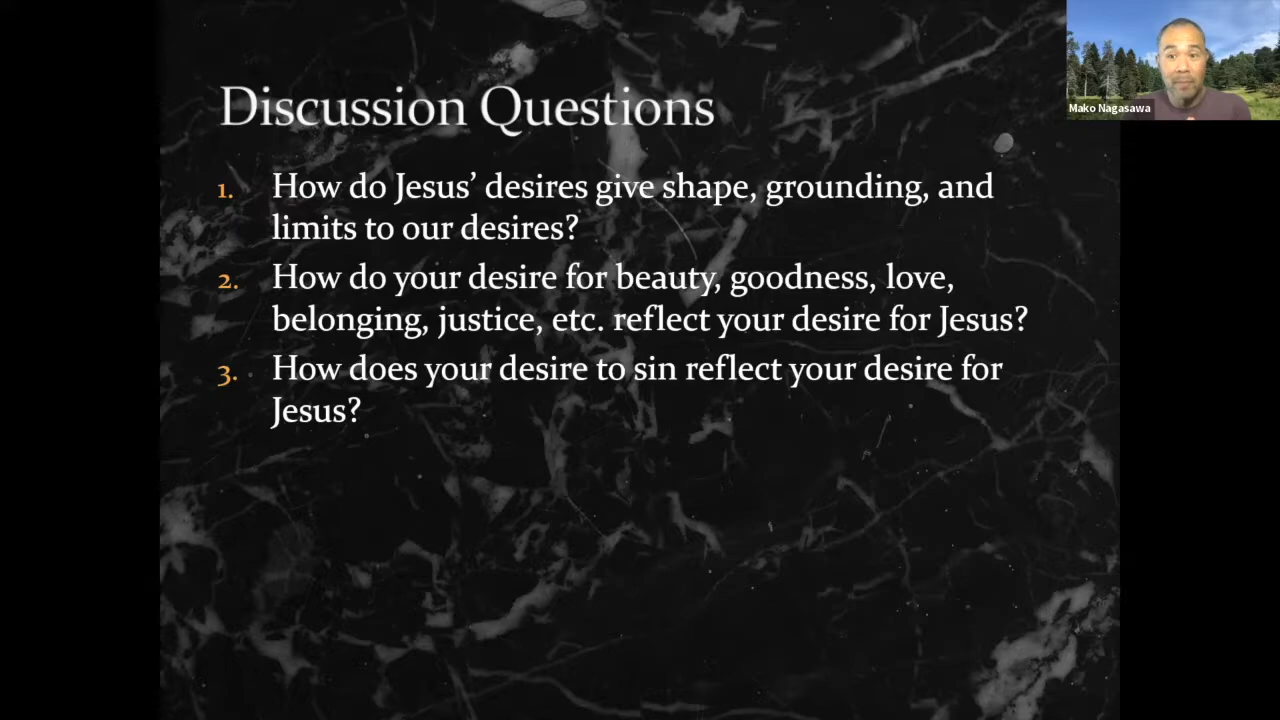 Discussion Questions
1. How do Jesus’ desires give shape, grounding, and
limits to our desires?
2. How do your desire for beauty, goodness, love,
belonging, justice, etc. reflect your desire for Jesus?
3. How does your desire to sin reflect your desire for
Jesus?
Mako Nagasawa